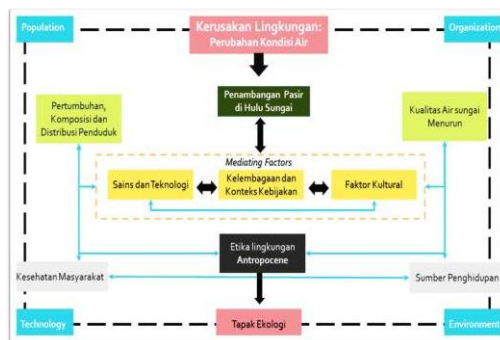 Population
Kerusakan Lingkungan:
Perubahan Kondisi Air
Organization
Pertumbuhan,
Komposisi dan
Distribusi Penduduk
Penambangan Pasir
di Hulu Sungai
Kualitas Air sungai
Menurun
Mediating Factors
Sains dan Teknologi
Kelembagaan dan
Konteks Kebijakan
Faktor Kultural
Etika lingkungan
Antropocene
Kesehatan Masyarakat
Sumber Penghidupan
Technology
Tapak Ekologi
Environment